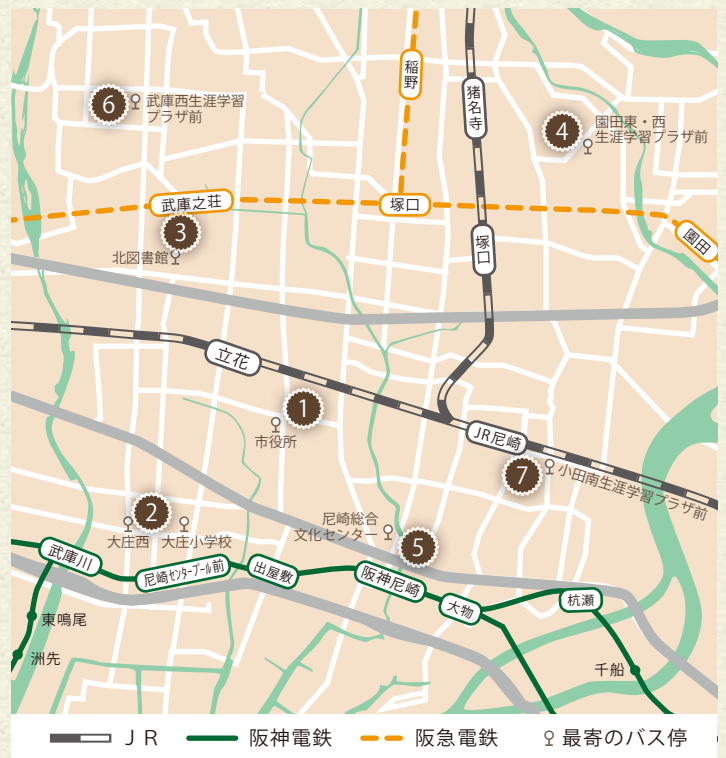 稲野
猪名寺
6
武庫西生涯学習
プラザ前
4
園田東・西
生涯学習プラザ前
武庫之荘
塚口
3
北図書館
塚口
園田
立花
1
市役所
JR尼崎
7
小田南生涯学習プラザ前
2
大庄西
大庄小学校
尼崎総合
文化センター
5
武庫川
尼崎センタープール前
出屋敷
阪神尼崎
大物
杭瀬
東鳴尾
洲先
千船
ＪＲ
阪神電鉄
阪急電鉄
最寄のバス停